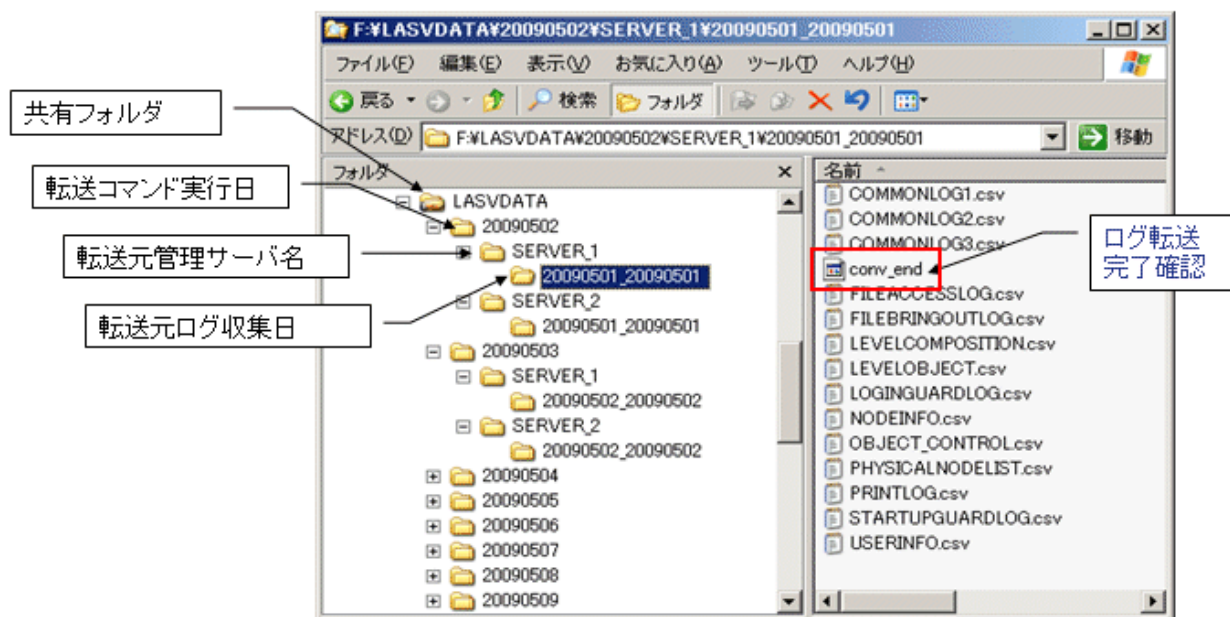 F:¥LASVDATA¥20090502¥SERVER_1¥20090501_20090501
ファイル(F) 編集(E) 表示(V) お気に入り(A) ツール(T) ヘルプ(H)
戻る 検索 フォルダ
アドレス(D) F:¥LASVDATA¥20090502¥SERVER_1¥20090501_20090501 移動
共有フォルダ
転送コマンド実行日
転送元管理サーバ名
転送元ログ収集日
フォルダ
LASVDATA
20090502
SERVER_1
20090501_20090501
SERVER_2
20090501_20090501
20090503
SERVER_1
20090502_20090502
SERVER_2
20090502_20090502
20090504
20090505
20090506
20090507
20090508
20090509
名前
COMMONLOG1.csv
COMMONLOG2.csv
COMMONLOG3.csv
conv_end
FILEACCESSLOG.csv
FILEBRINGOUTLOG.csv
LEVELCOMPOSITION.csv
LEVELOBJECT.csv
LOGINGUARDLOG.csv
NODEINFO.csv
OBJECT_CONTROL.csv
PHYSICALNODELIST.csv
PRINTLOG.csv
STARTUPGUARDLOG.csv
USERINFO.csv
ログ転送
完了確認